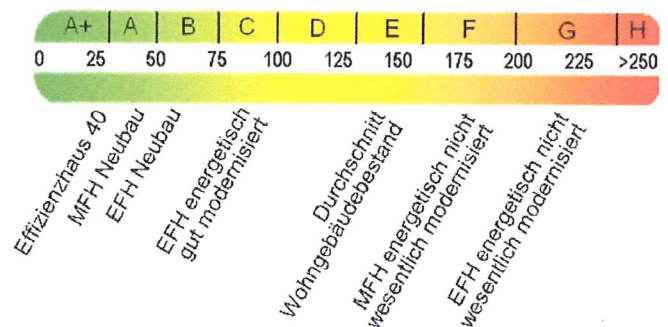 A+ A B C D E F G H
0 25 50 75 100 125 150 175 200 225 >250
Effizienzhaus 40
MFH Neubau
EFH Neubau
EFH energetisch
gut modernisiert
Durchschnitt
Wohngebäudebestand
MFH energetisch nicht
wesentlich modernisiert
EFH energetisch nicht
wesentlich modernisiert